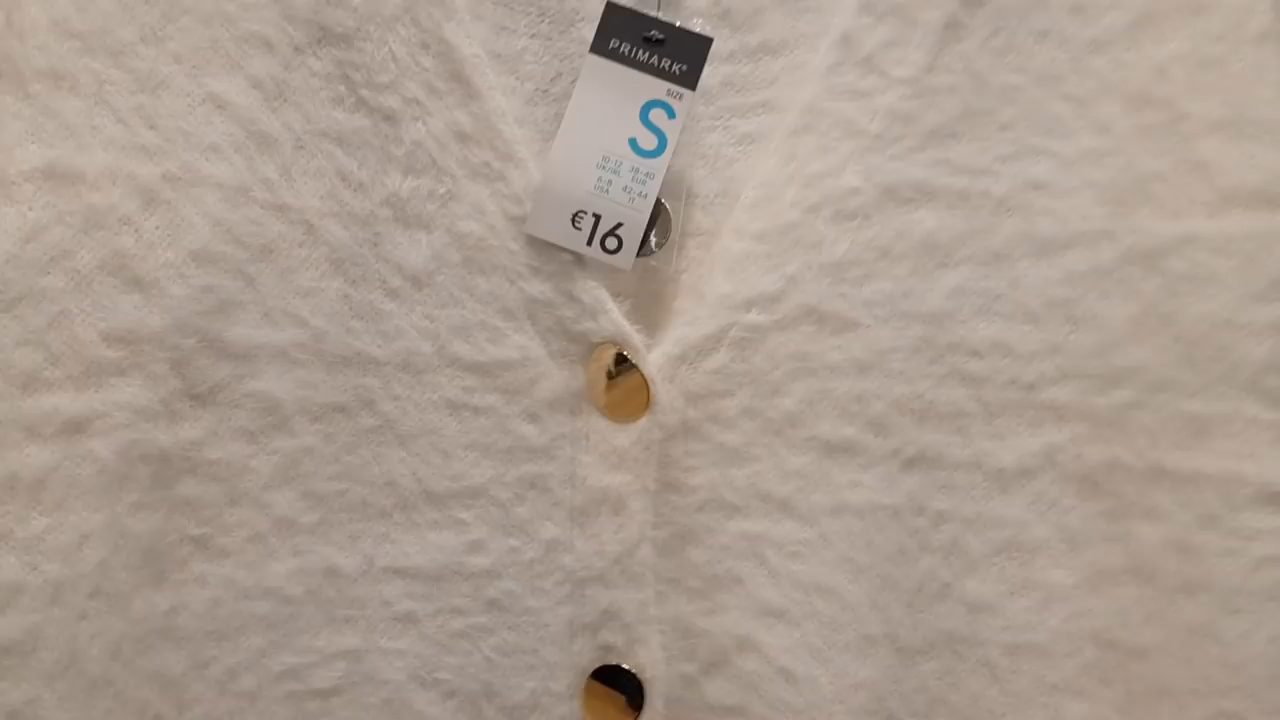 PRIMARK®
SIZE
S
10-12 38-40
UK/IRL EUR
6-8 42-44
USA IT
€16